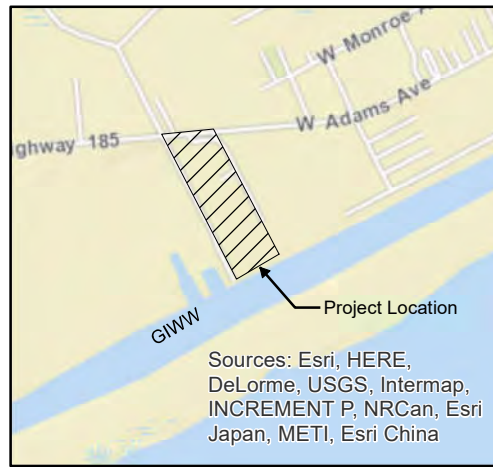 W Monroe A
W Adams Ave
ghway 185
Project Location
GIWW
Sources: Esri, HERE,
DeLorme, USGS, Intermap,
INCREMENT P, NRCan, Esri
Japan, METI, Esri China